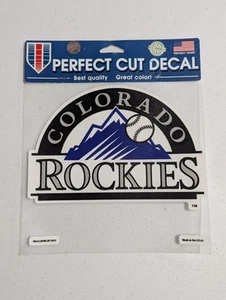 PERFECT CUT DECAL
Best quality Great color!
COLORADO
ROCKIES
TM
Made in the U.S.A.